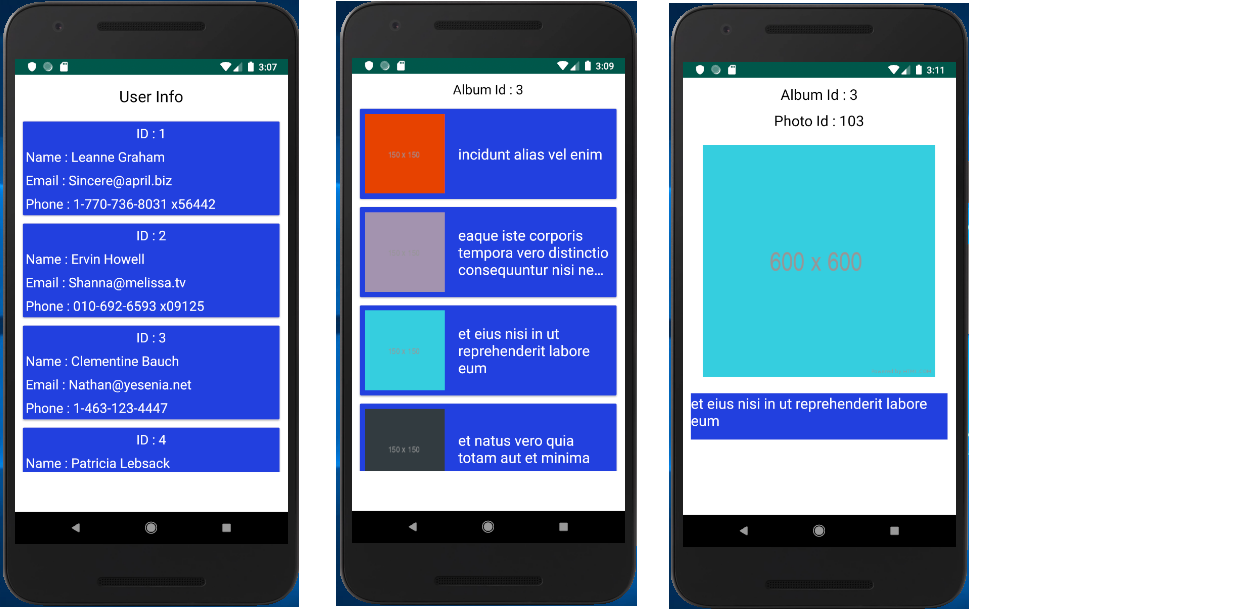 3:07
User Info
ID : 1
Name : Leanne Graham
Email : Sincere@april.biz
Phone : 1-770-736-8031 x56442
ID : 2
Name : Ervin Howell
Email : Shanna@melissa.tv
Phone : 010-692-6593 x09125
ID : 3
Name : Clementine Bauch
Email : Nathan@yesenia.net
Phone : 1-463-123-4447
ID : 4
Name : Patricia Lebsack
3:09
Album Id : 3
150 x 150
incidunt alias vel enim
150 x 150
eaque iste corporis
tempora vero distinctio
consequuntur nisi ne...
150 x 150
et eius nisi in ut
reprehenderit labore
eum
150 x 150
et natus vero quia
totam aut et minima
3:11
Album Id : 3
Photo Id : 103
600 x 600
et eius nisi in ut reprehenderit labore
eum